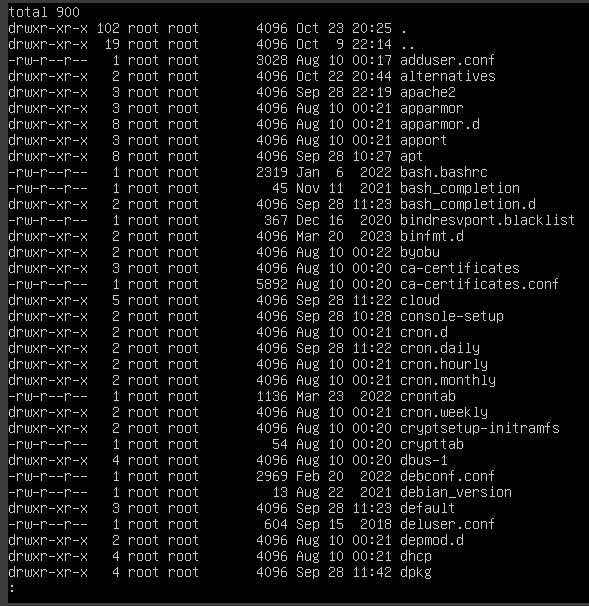 total 900
drwxr-xr-x 102 root root       4096 Oct 23 20:25 .
drwxr-xr-x  19 root root       4096 Oct  9 22:14 ..
-rw-r--r--   1 root root       3028 Aug 10 00:17 adduser.conf
drwxr-xr-x   2 root root       4096 Oct 22 20:44 alternatives
drwxr-xr-x   3 root root       4096 Sep 28 22:19 apache2
drwxr-xr-x   3 root root       4096 Aug 10 00:21 apparmor
drwxr-xr-x   8 root root       4096 Aug 10 00:21 apparmor.d
drwxr-xr-x   3 root root       4096 Aug 10 00:21 apport
drwxr-xr-x   8 root root       4096 Sep 28 10:27 apt
-rw-r--r--   1 root root       2319 Jan  6  2022 bash.bashrc
-rw-r--r--   1 root root         45 Nov 11  2021 bash_completion
drwxr-xr-x   2 root root       4096 Sep 28 11:23 bash_completion.d
-rw-r--r--   1 root root        367 Dec 16  2020 bindresvport.blacklist
drwxr-xr-x   2 root root       4096 Mar 20  2023 binfmt.d
drwxr-xr-x   2 root root       4096 Aug 10 00:22 byobu
drwxr-xr-x   3 root root       4096 Aug 10 00:20 ca-certificates
-rw-r--r--   1 root root       5892 Aug 10 00:20 ca-certificates.conf
drwxr-xr-x   5 root root       4096 Sep 28 11:22 cloud
drwxr-xr-x   2 root root       4096 Sep 28 10:28 console-setup
drwxr-xr-x   2 root root       4096 Aug 10 00:21 cron.d
drwxr-xr-x   2 root root       4096 Sep 28 11:22 cron.daily
drwxr-xr-x   2 root root       4096 Aug 10 00:21 cron.hourly
drwxr-xr-x   2 root root       4096 Aug 10 00:21 cron.monthly
-rw-r--r--   1 root root       1136 Mar 23  2022 crontab
drwxr-xr-x   2 root root       4096 Aug 10 00:21 cron.weekly
drwxr-xr-x   2 root root       4096 Aug 10 00:20 cryptsetup-initramfs
-rw-r--r--   1 root root         54 Aug 10 00:20 crypttab
drwxr-xr-x   4 root root       4096 Aug 10 00:20 dbus-1
-rw-r--r--   1 root root       2969 Feb 20  2022 debconf.conf
-rw-r--r--   1 root root         13 Aug 22  2021 debian_version
drwxr-xr-x   3 root root       4096 Sep 28 11:23 default
-rw-r--r--   1 root root        604 Sep 15  2018 deluser.conf
drwxr-xr-x   2 root root       4096 Aug 10 00:21 depmod.d
drwxr-xr-x   4 root root       4096 Aug 10 00:21 dhcp
drwxr-xr-x   4 root root       4096 Sep 28 11:42 dpkg
: